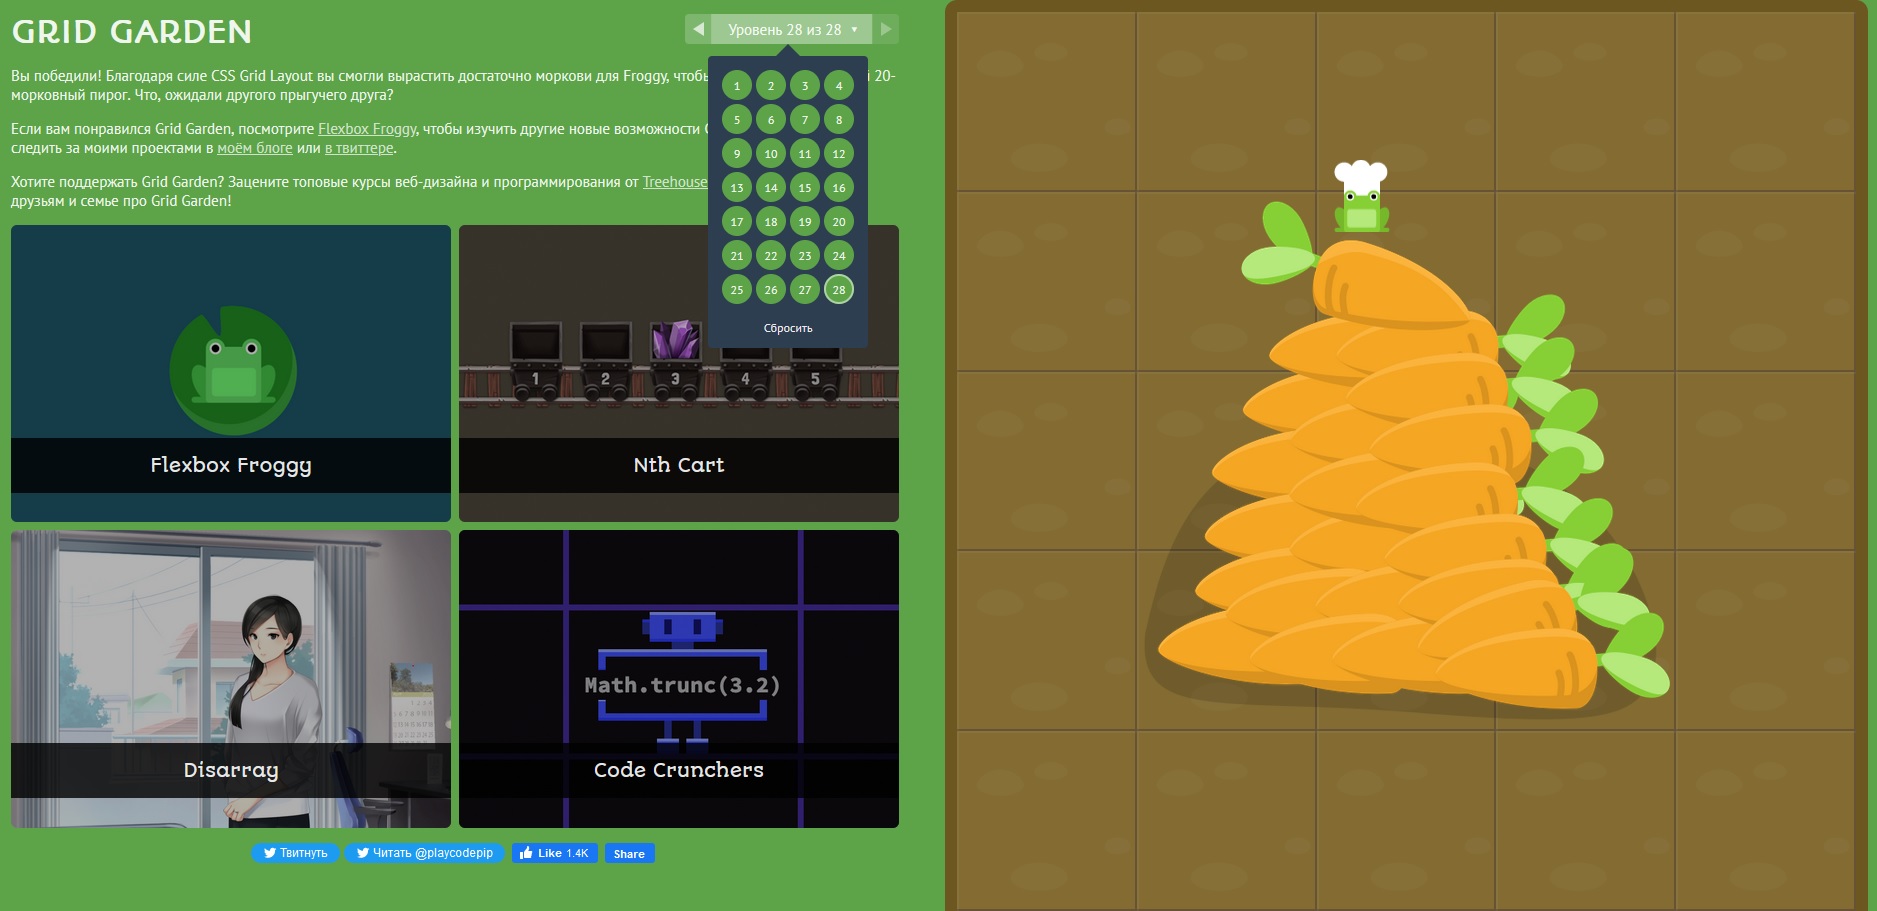 GRID GARDEN
Уровень 28 из 28
Вы победили! Благодаря силе CSS Grid Layout вы смогли вырастить достаточно моркови для Froggy, чтобы 20-
морковный пирог. Что, ожидали другого прыгучего друга?
Если вам понравился Grid Garden, посмотрите Flexbox Froggy, чтобы изучить другие новые возможности
следить за моими проектами в моём блоге или в твиттере.
Хотите поддержать Grid Garden? Зацените топовые курсы веб-дизайна и программирования от Treehouse
друзьям и семье про Grid Garden!
1 2 3 4
5 6 7 8
9 10 11 12
13 14 15 16
17 18 19 20
21 22 23 24
25 26 27 28
Сбросить
1 2 3 4 5
Flexbox Froggy
Nth Cart
Math.trunc(3.2)
Disarray
Code Crunchers
Твитнуть
Читать @playcodepip
Like 1.4K
Share